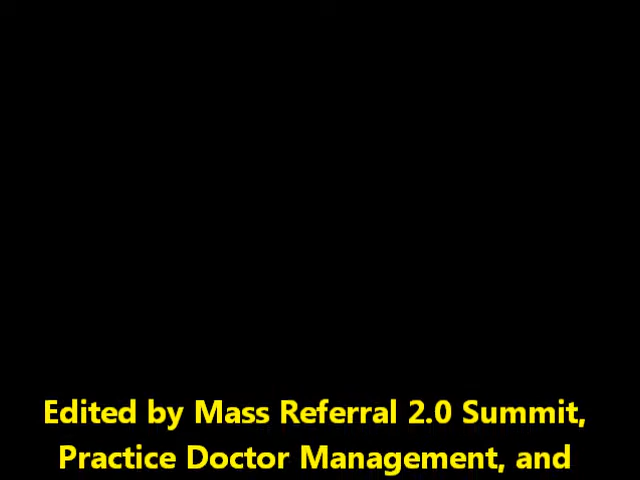 Edited by Mass Referral 2.0 Summit,
Practice Doctor Management, and